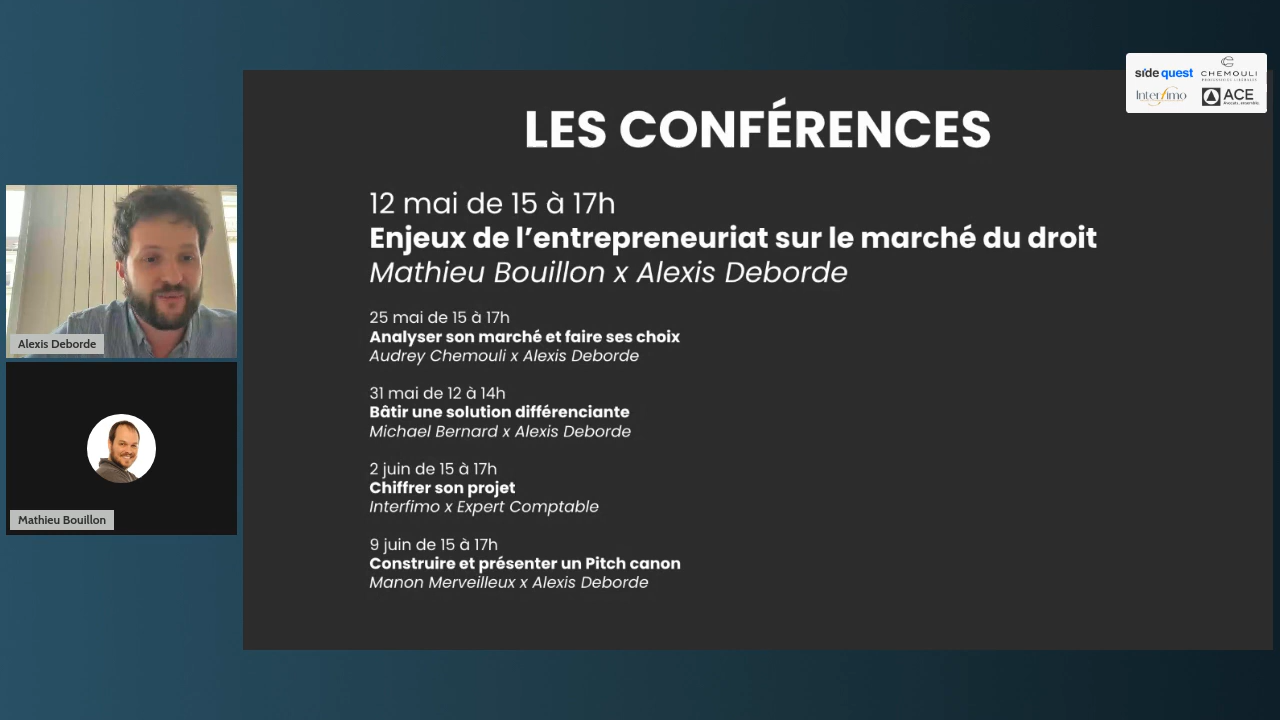 side quest
CHEMOULI
Interfimo
ACE
LES CONFÉRENCES
12 mai de 15 à 17h
Enjeux de l’entrepreneuriat sur le marché du droit
Mathieu Bouillon x Alexis Deborde
25 mai de 15 à 17h
Analyser son marché et faire ses choix
Audrey Chemouli x Alexis Deborde
31 mai de 12 à 14h
Bâtir une solution différenciante
Michael Bernard x Alexis Deborde
2 juin de 15 à 17h
Chiffrer son projet
Interfimo x Expert Comptable
9 juin de 15 à 17h
Construire et présenter un Pitch canon
Manon Merveilleux x Alexis Deborde
Alexis Deborde
Mathieu Bouillon